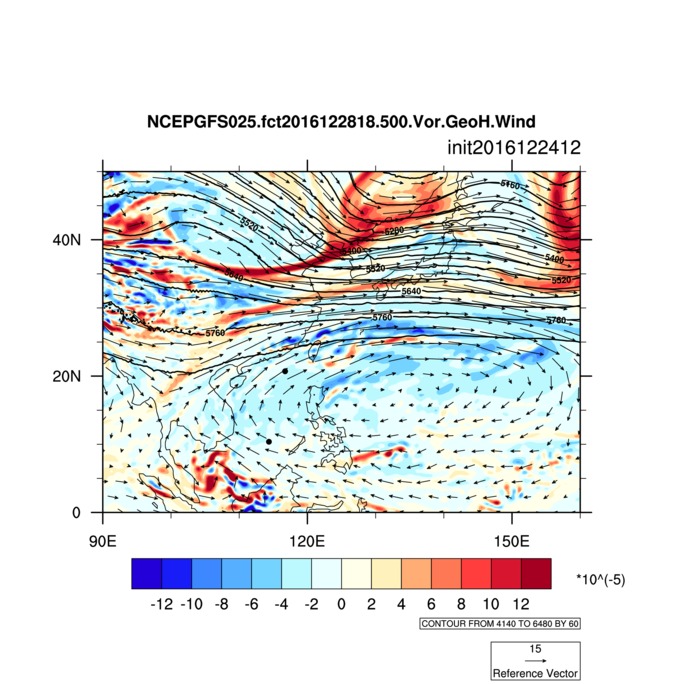 NCEPGFS025.fct2016122818.500.Vor.GeoH.Wind
init2016122412
5160
5520
5280
40N
5400
5400
5640
5520
5520
5640
5760
5760
5760
20N
0
90E 120E 150E
*10^(-5)
-12 -10 -8 -6 -4 -2 0 2 4 6 8 10 12
CONTOUR FROM 4140 TO 6480 BY 60
15
Reference Vector